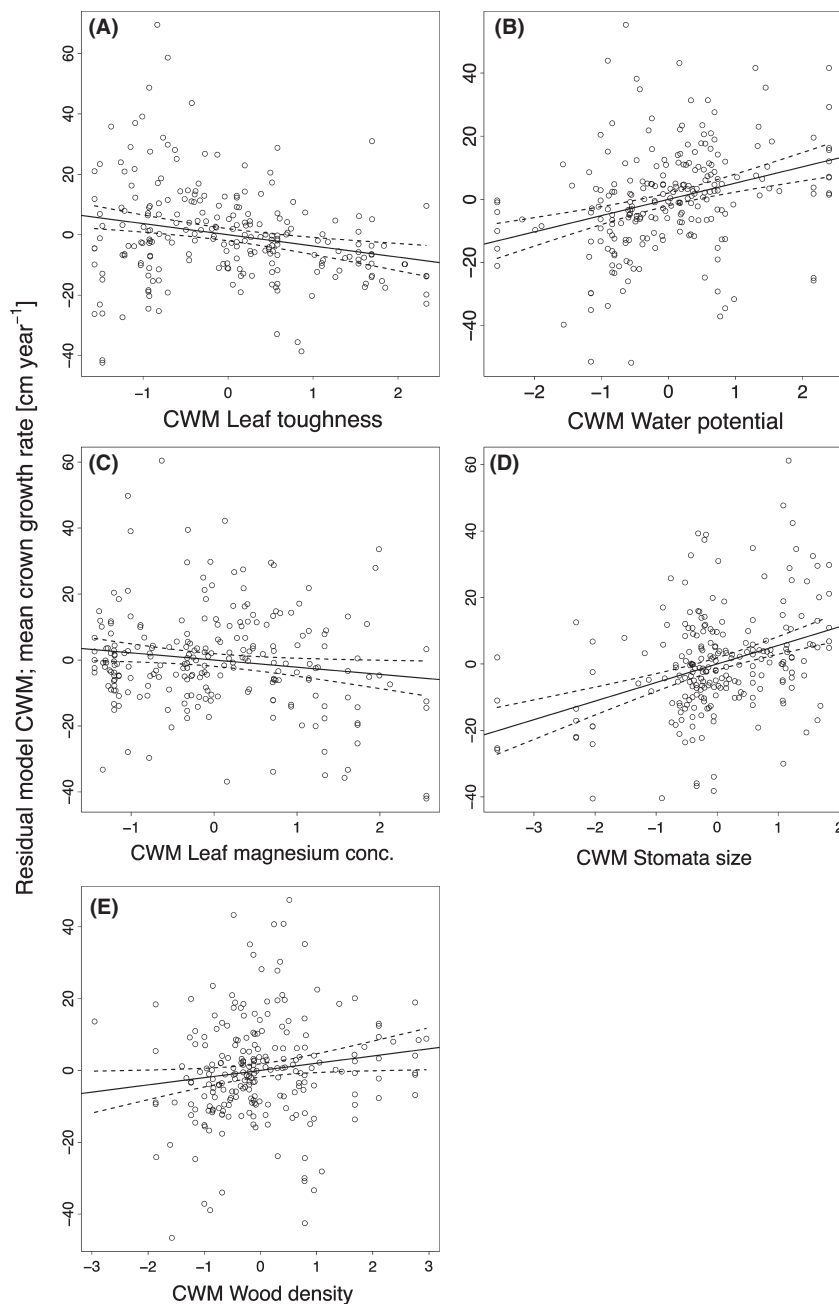 Residual model CWM; mean crown growth rate [cm year⁻¹]
(A)
60
40
20
0
−20
−40
−1 0 1 2
CWM Leaf toughness
(B)
40
20
0
−20
−40
−2 −1 0 1 2
CWM Water potential
(C)
60
40
20
0
−20
−40
−1 0 1 2
CWM Leaf magnesium conc.
(D)
60
40
20
0
−20
−40
−3 −2 −1 0 1 2
CWM Stomata size
(E)
40
20
0
−20
−40
−3 −2 −1 0 1 2 3
CWM Wood density